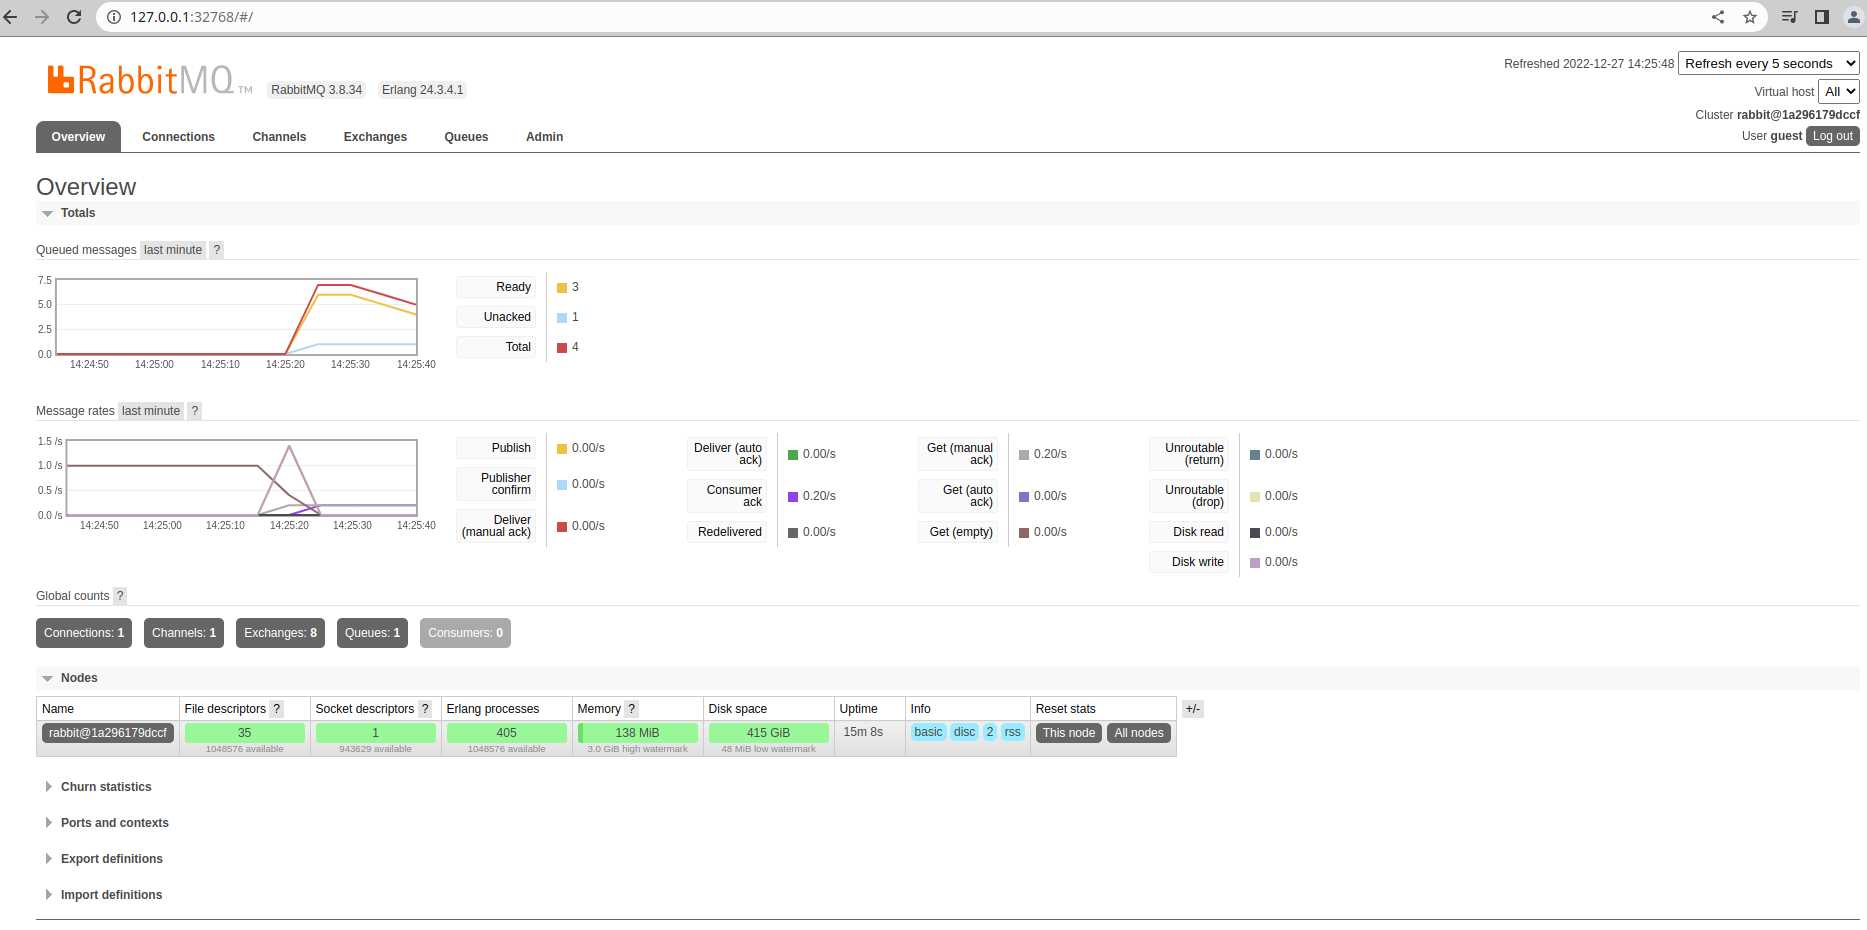 127.0.0.1:32768/#/
RabbitMQ TM RabbitMQ 3.8.34 Erlang 24.3.4.1
Refreshed 2022-12-27 14:25:48 Refresh every 5 seconds
Virtual host All
Cluster rabbit@1a296179dccf
User guest Log out
Overview Connections Channels Exchanges Queues Admin
Overview
Totals
Queued messages last minute ?
7.5
5.0
2.5
0.0
14:24:50 14:25:00 14:25:10 14:25:20 14:25:30 14:25:40
Ready 3
Unacked 1
Total 4
Message rates last minute ?
1.5 /s
1.0 /s
0.5 /s
0.0 /s
14:24:50 14:25:00 14:25:10 14:25:20 14:25:30 14:25:40
Publish 0.00/s
Publisher
confirm 0.00/s
Deliver
(manual ack) 0.00/s
Deliver (auto
ack) 0.00/s
Consumer
ack 0.20/s
Redelivered 0.00/s
Get (manual
ack) 0.20/s
Get (auto
ack) 0.00/s
Get (empty) 0.00/s
Unroutable
(return) 0.00/s
Unroutable
(drop) 0.00/s
Disk read 0.00/s
Disk write 0.00/s
Global counts ?
Connections: 1 Channels: 1 Exchanges: 8 Queues: 1 Consumers: 0
Nodes
Name File descriptors ? Socket descriptors ? Erlang processes Memory ? Disk space Uptime Info Reset stats +/-
rabbit@1a296179dccf 35 1 405 138 MiB 415 GiB 15m 8s basic disc 2 rss This node All nodes
1048576 available 943629 available 1048576 available 3.0 GiB high watermark 48 MiB low watermark
Churn statistics
Ports and contexts
Export definitions
Import definitions